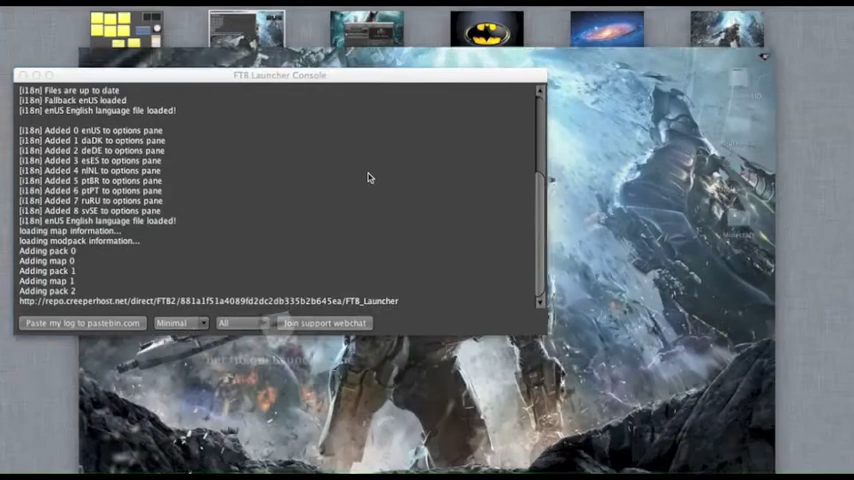 FTB Launcher Console
[i18n] Files are up to date
[i18n] Fallback enUS loaded
[i18n] enUS English language file loaded!
[i18n] Added 0 enUS to options pane
[i18n] Added 1 daDK to options pane
[i18n] Added 2 deDE to options pane
[i18n] Added 3 esES to options pane
[i18n] Added 4 nlNL to options pane
[i18n] Added 5 ptBR to options pane
[i18n] Added 6 ptPT to options pane
[i18n] Added 7 ruRU to options pane
[i18n] Added 8 svSE to options pane
[i18n] enUS English language file loaded!
loading map information...
loading modpack information...
Adding pack 0
Adding map 0
Adding pack 1
Adding map 1
Adding pack 2
http://repo.creeperhost.net/direct/FTB2/881a1f51a4089fd2dc2db335b2b645ea/FTB_Launcher
Paste my log to pastebin.com
Minimal
All
Join support webchat